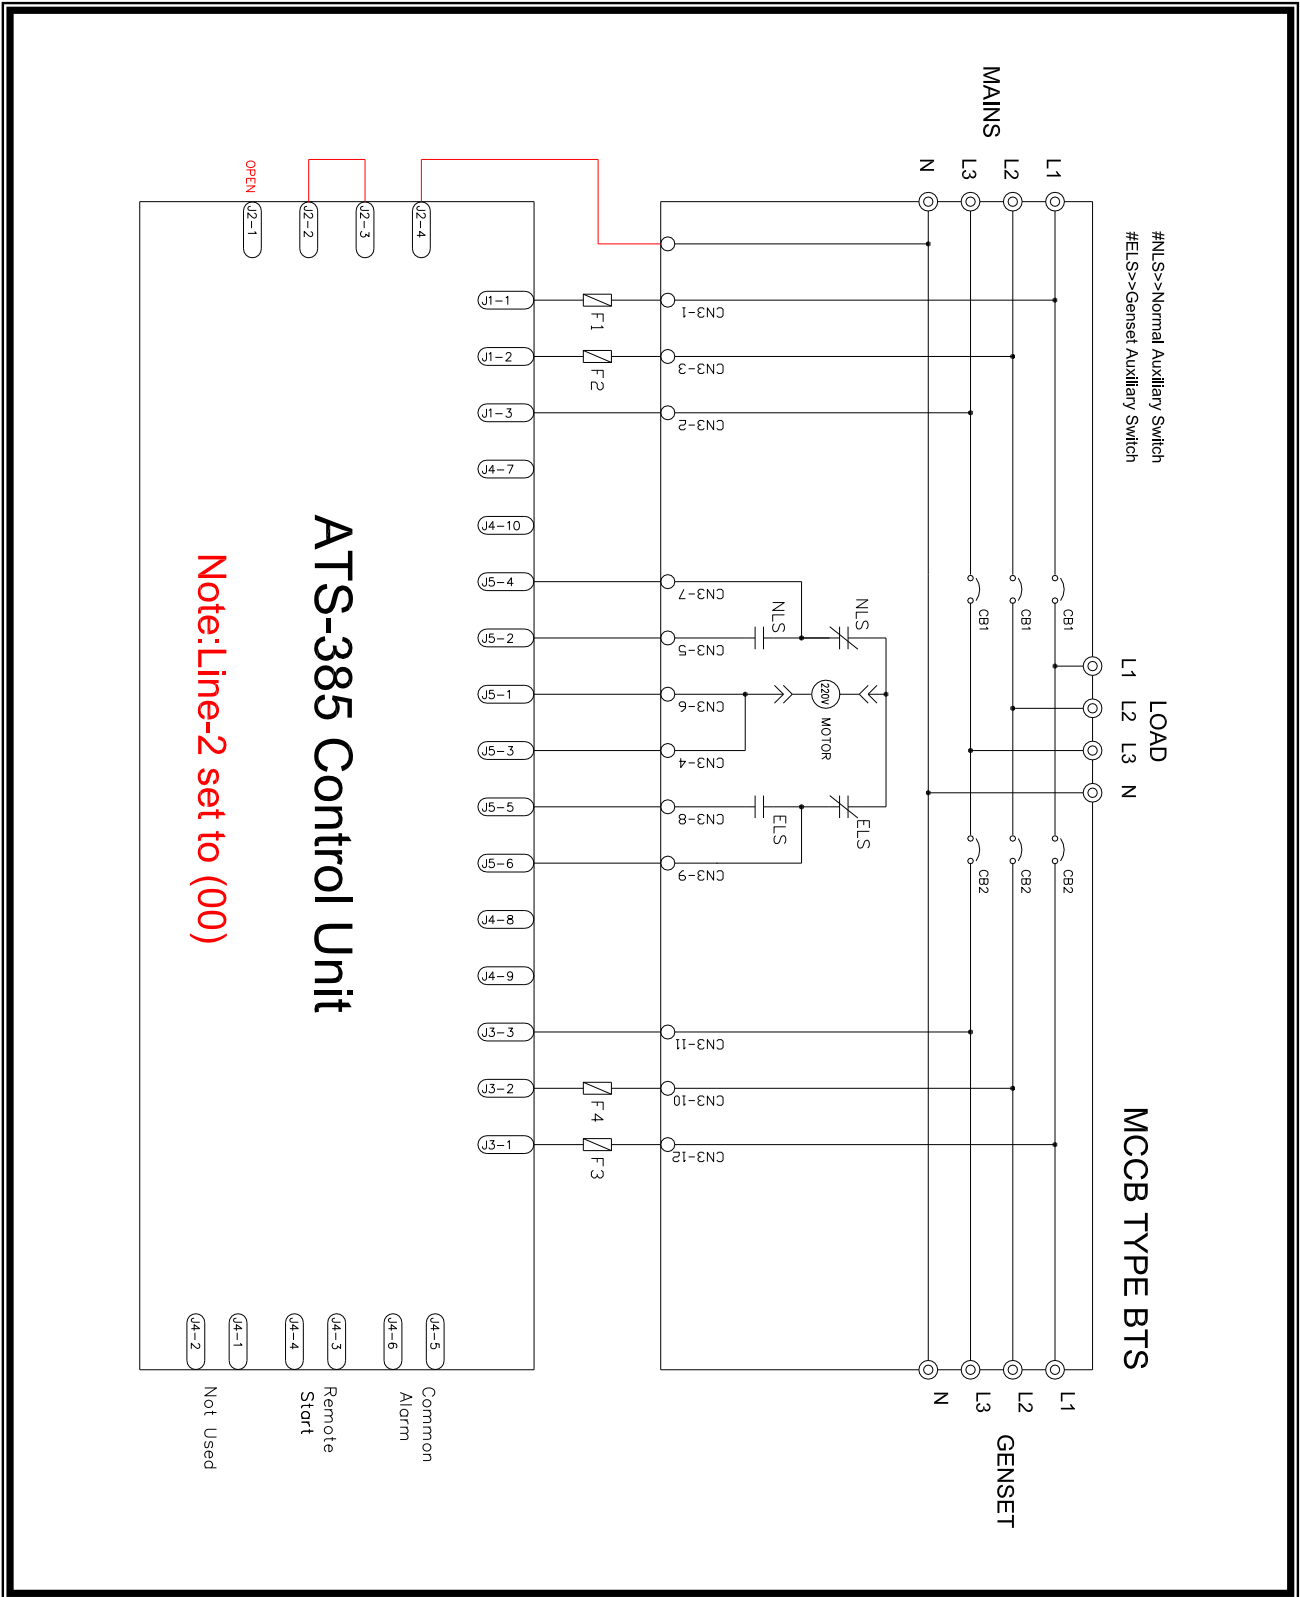 #NLS>>Normal Auxiliary Switch
#ELS>>Genset Auxiliary Switch
LOAD
L1 L2 L3 N
MCCB TYPE BTS
MAINS
L1
L2
L3
N
CB1
CB1
CB1
CB2
CB2
CB2
L1
L2
L3
N
GENSET
NLS
NLS
220V
MOTOR
ELS
ELS
CN3-1
CN3-3
CN3-2
CN3-7
CN3-5
CN3-6
CN3-4
CN3-8
CN3-9
CN3-11
CN3-10
CN3-12
F1
F2
F4
F3
J1-1
J1-2
J1-3
J4-7
J4-10
J5-4
J5-2
J5-1
J5-3
J5-5
J5-6
J4-8
J4-9
J3-3
J3-2
J3-1
J2-4
J2-3
J2-2
J2-1
OPEN
ATS-385 Control Unit
Note:Line-2 set to (00)
J4-5
J4-6
J4-3
J4-4
J4-1
J4-2
Common
Alarm
Remote
Start
Not Used